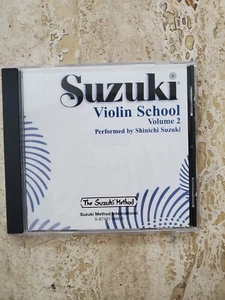 Suzuki®
Violin School
Volume 2
Performed by Shinichi Suzuki
The Suzuki Method
Suzuki Method International